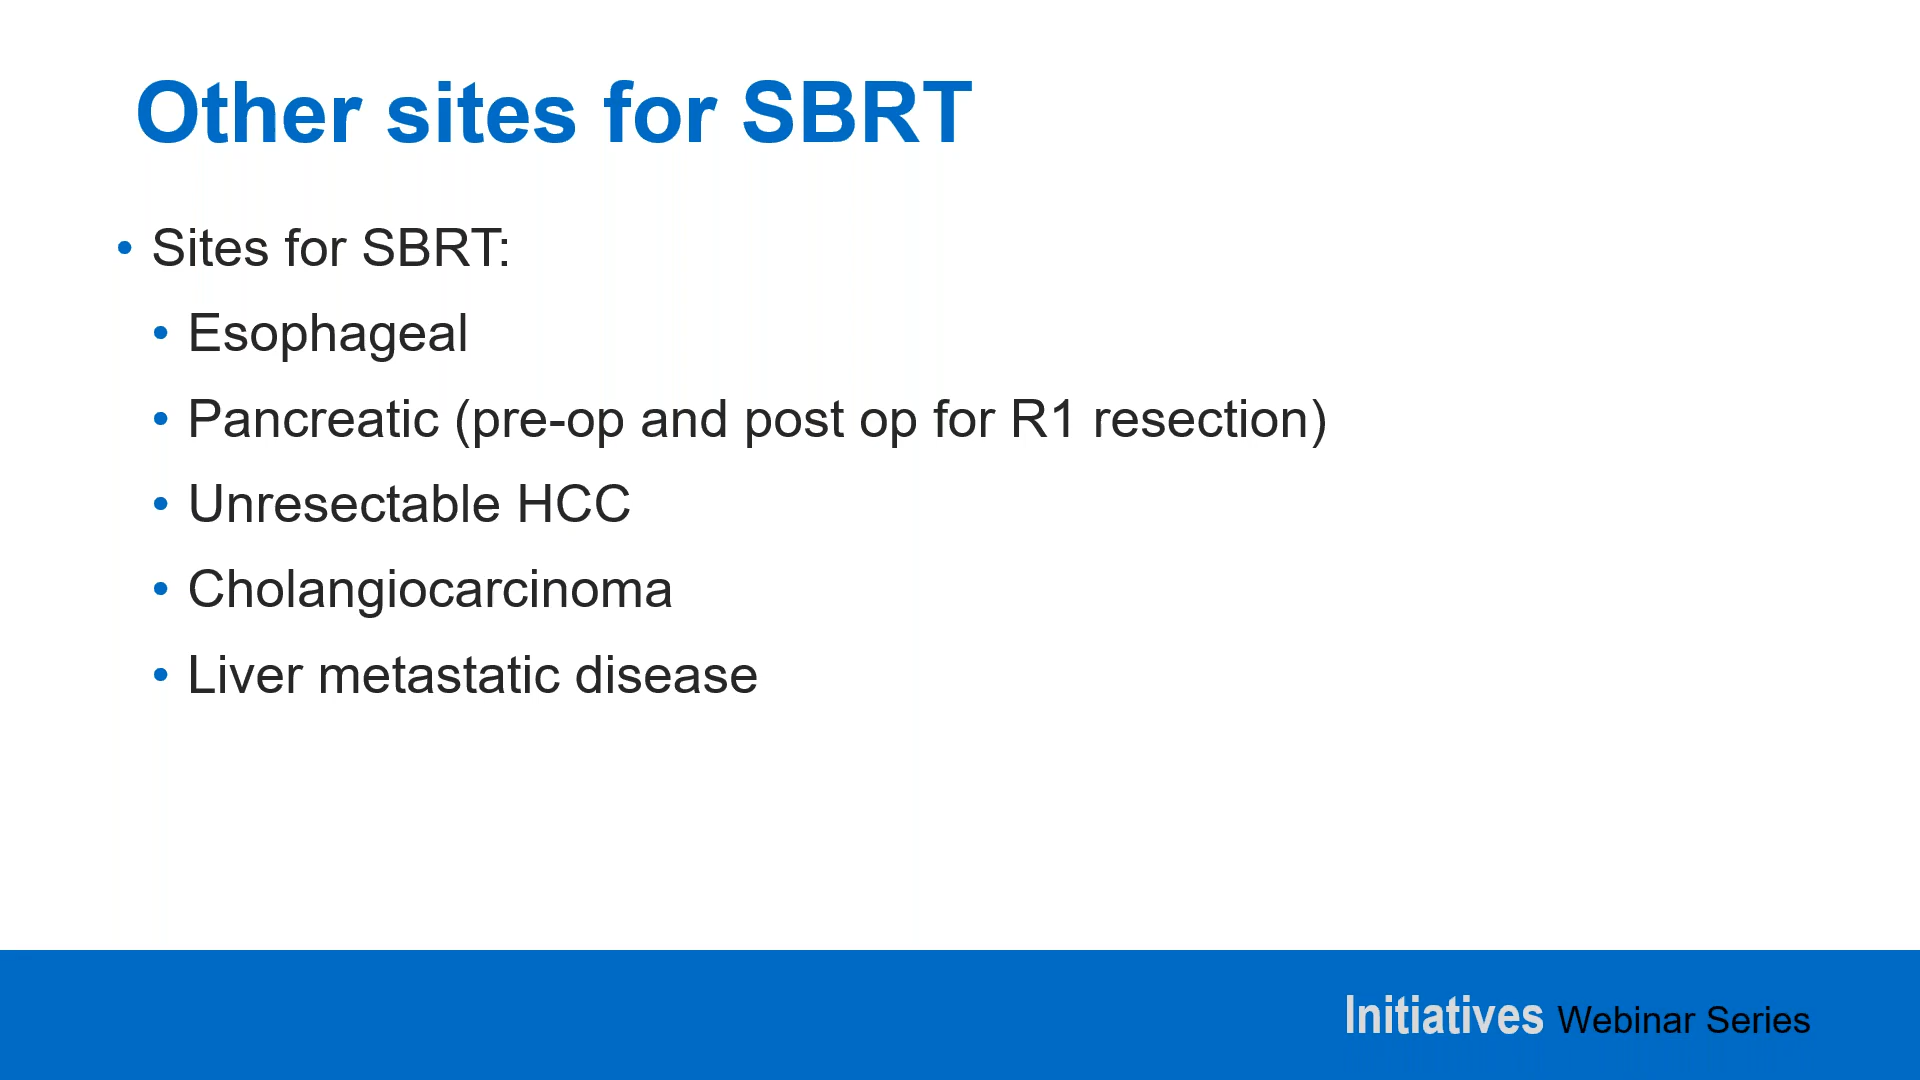 Other sites for SBRT
• Sites for SBRT:
• Esophageal
• Pancreatic (pre-op and post op for R1 resection)
• Unresectable HCC
• Cholangiocarcinoma
• Liver metastatic disease
Initiatives Webinar Series